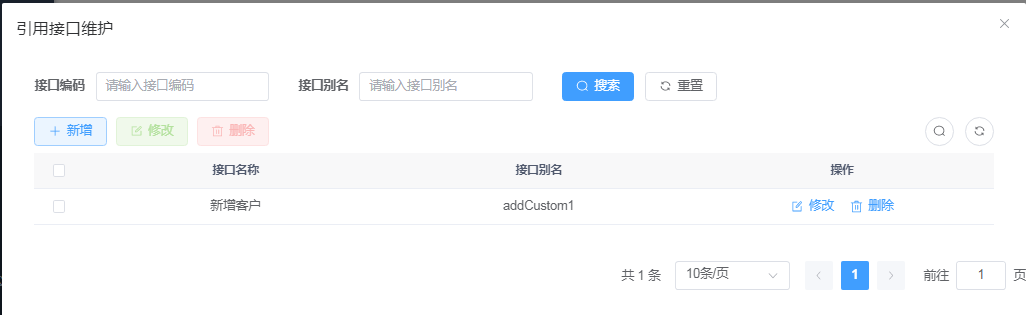 引用接口维护
接口编码 请输入接口编码 接口别名 请输入接口别名 搜索 重置
新增 修改 删除
接口名称 接口别名 操作
新增客户 addCustom1 修改 删除
共 1 条 10条/页 1 前往 1 页